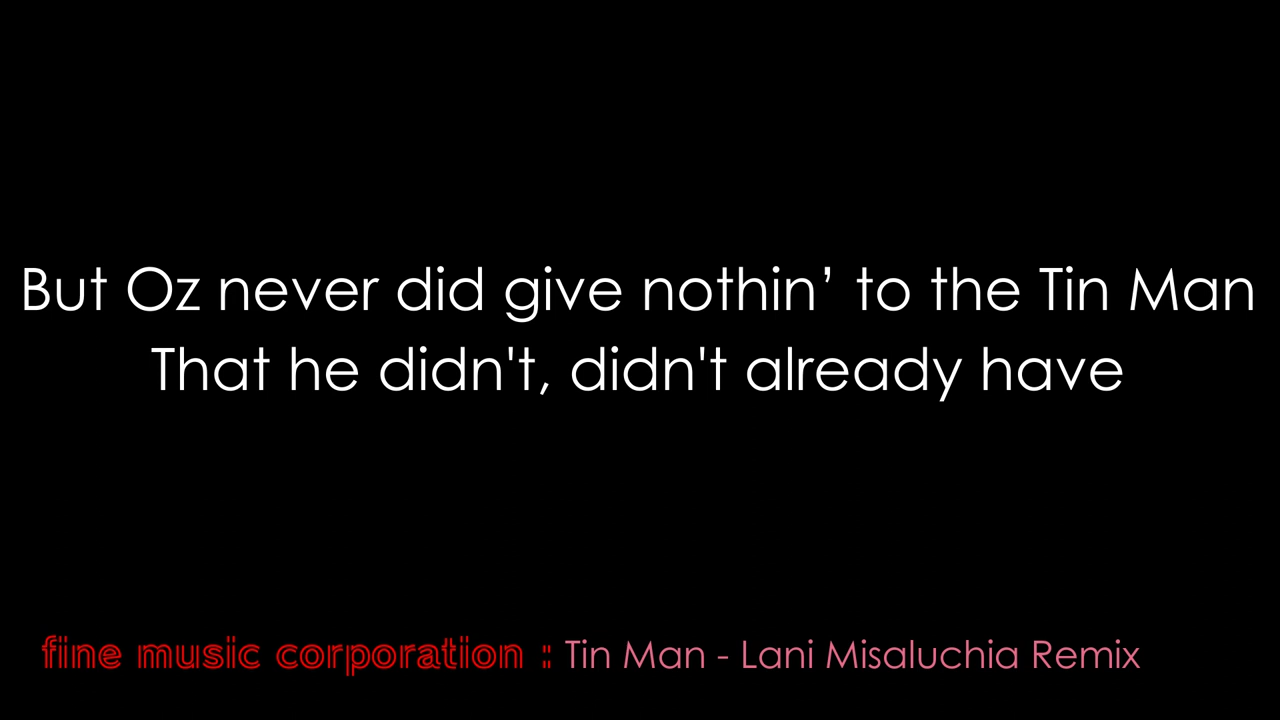 But Oz never did give nothin’ to the Tin Man
That he didn't, didn't already have
fine music corporation : Tin Man - Lani Misaluchia Remix